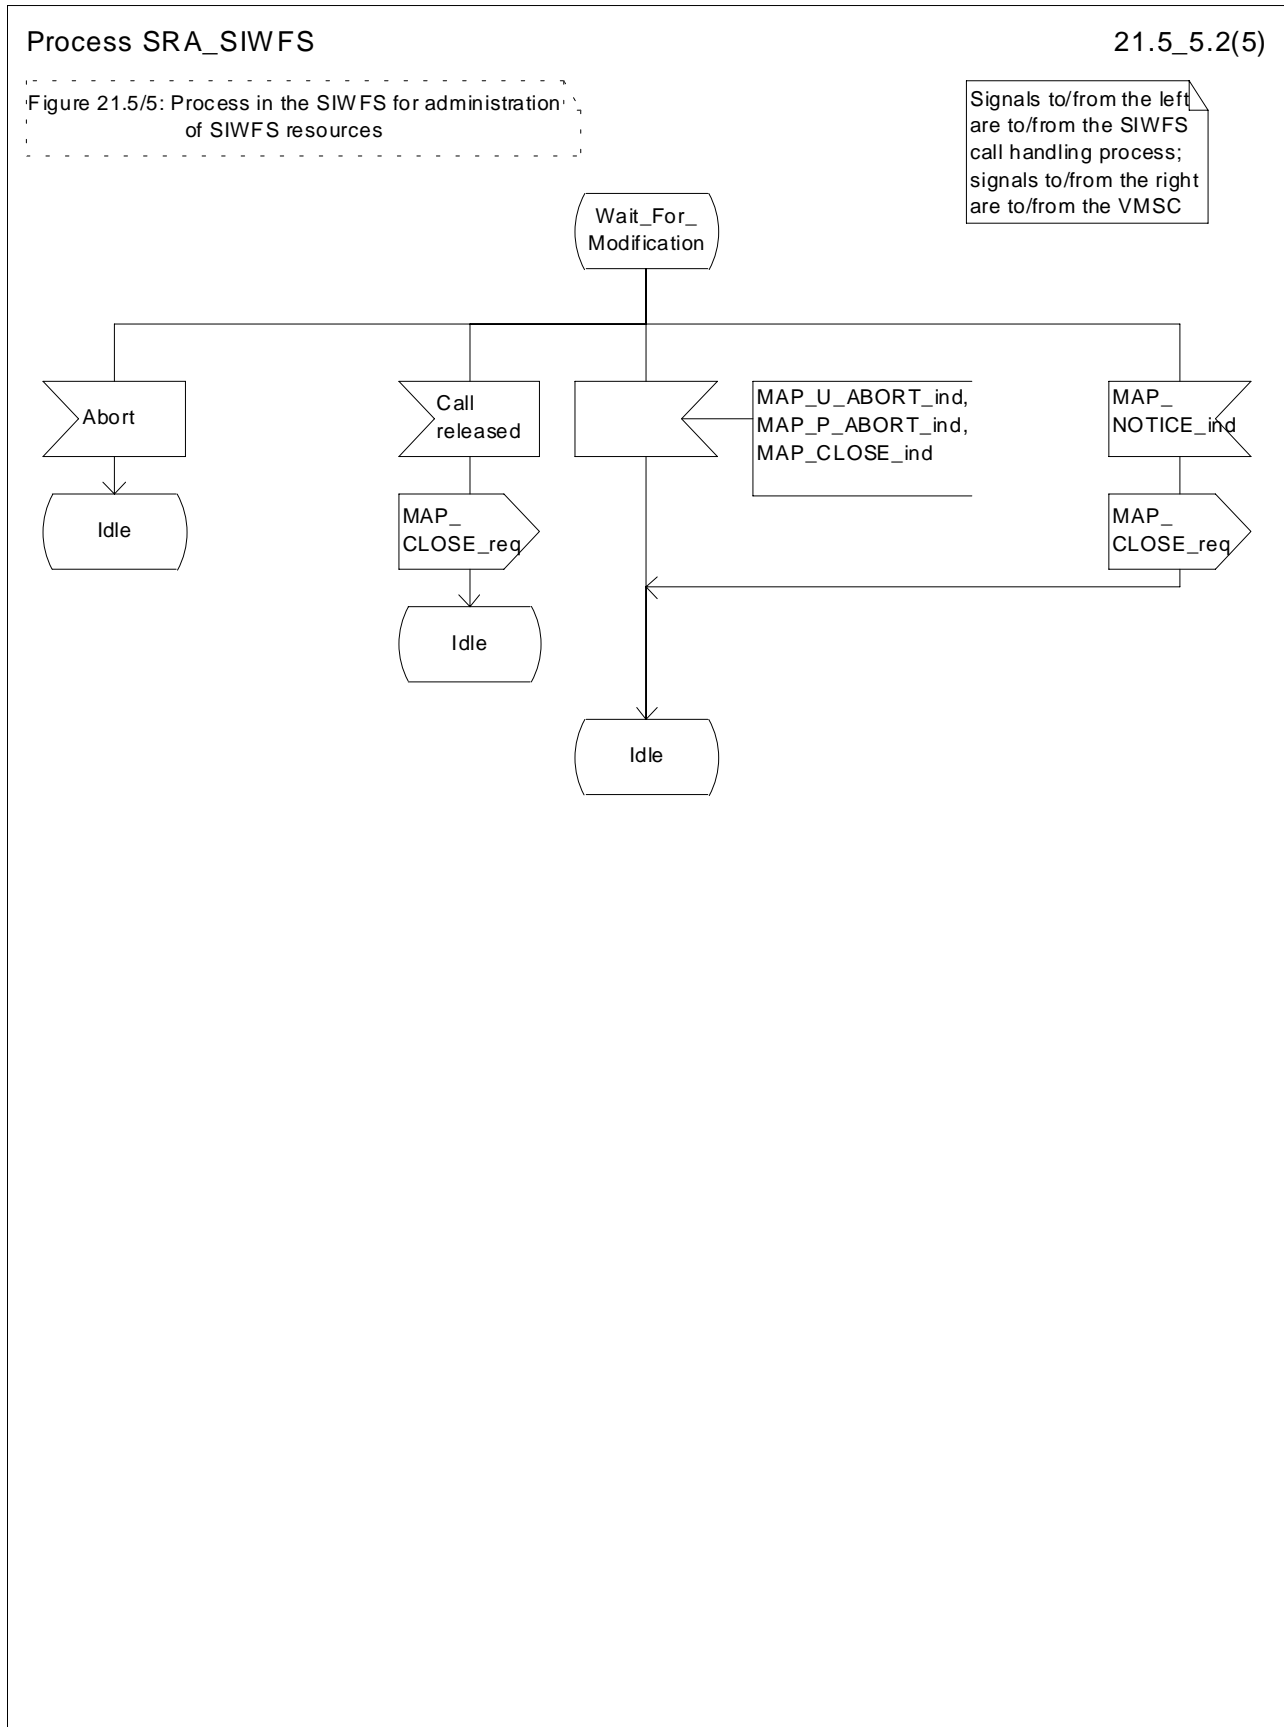 Process SRA_SIWFS
21.5_5.2(5)
Figure 21.5/5: Process in the SIWFS for administration
of SIWFS resources
Signals to/from the left
are to/from the SIWFS
call handling process;
signals to/from the right
are to/from the VMSC
Wait_For_
Modification
Abort
Call
released
MAP_U_ABORT_ind,
MAP_P_ABORT_ind,
MAP_CLOSE_ind
MAP_
NOTICE_ind
Idle
MAP_
CLOSE_req
MAP_
CLOSE_req
Idle
Idle